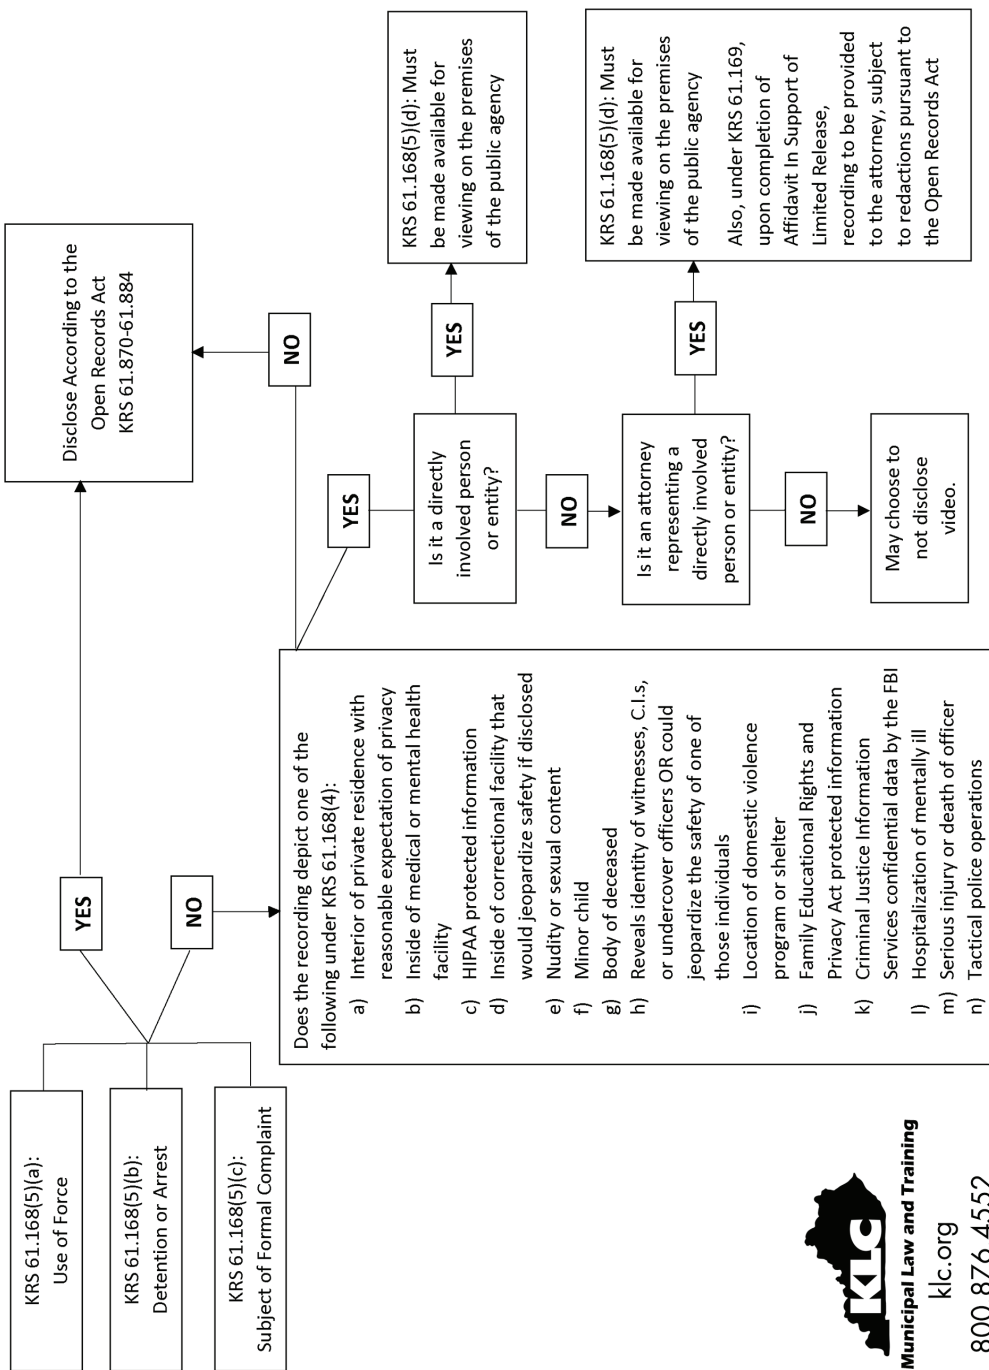 KRS 61.168(5)(a):
Use of Force
KRS 61.168(5)(b):
Detention or Arrest
KRS 61.168(5)(c):
Subject of Formal Complaint
YES
NO
Disclose According to the
Open Records Act
KRS 61.870-61.884
Does the recording depict one of the
following under KRS 61.168(4):
a) Interior of private residence with
reasonable expectation of privacy
b) Inside of medical or mental health
facility
c) HIPAA protected information
d) Inside of correctional facility that
would jeopardize safety if disclosed
e) Nudity or sexual content
f) Minor child
g) Body of deceased
h) Reveals identity of witnesses, C.I.s,
or undercover officers OR could
jeopardize the safety of one of
those individuals
i) Location of domestic violence
program or shelter
j) Family Educational Rights and
Privacy Act protected information
k) Criminal Justice Information
Services confidential data by the FBI
l) Hospitalization of mentally ill
m) Serious injury or death of officer
n) Tactical police operations
NO
YES
Is it a directly
involved person
or entity?
YES
KRS 61.168(5)(d): Must
be made available for
viewing on the premises
of the public agency
NO
Is it an attorney
representing a
directly involved
person or entity?
YES
KRS 61.168(5)(d): Must
be made available for
viewing on the premises
of the public agency
Also, under KRS 61.169,
upon completion of
Affidavit In Support of
Limited Release,
recording to be provided
to the attorney, subject
to redactions pursuant to
the Open Records Act
NO
May choose to
not disclose
video.
KLC
Municipal Law and Training
klc.org
800.876.4552